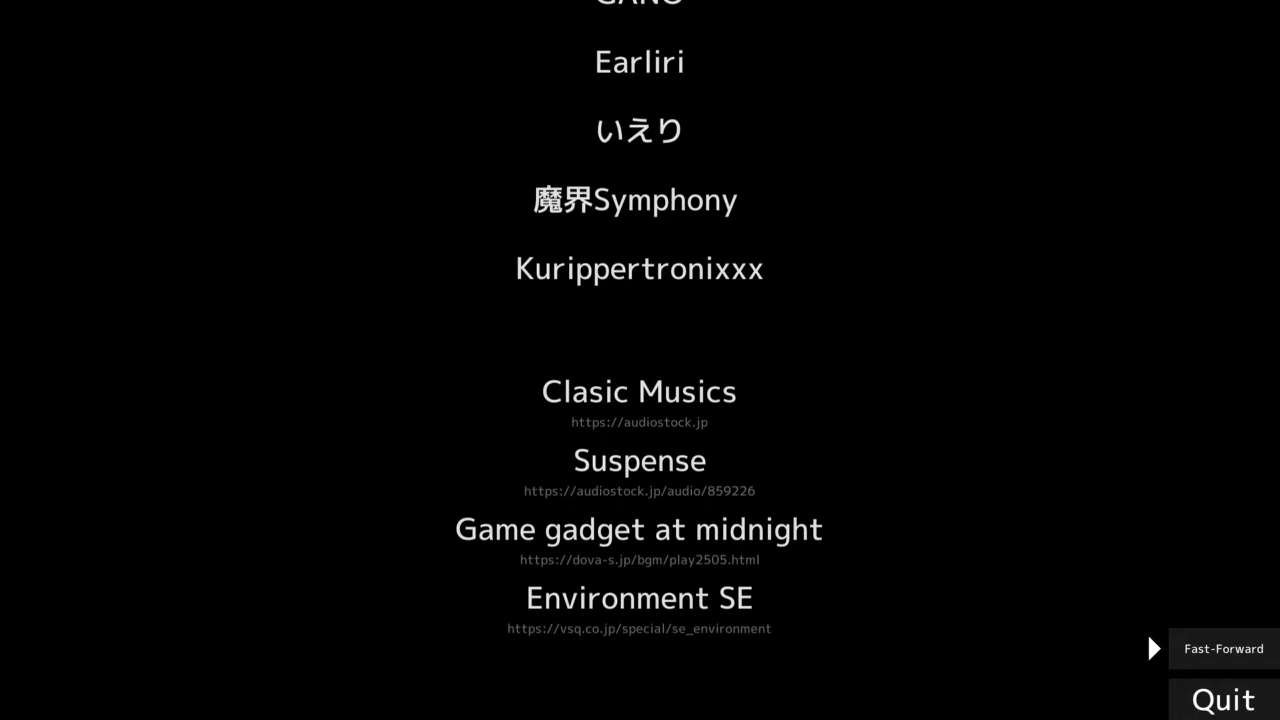 Earliri
いえり
魔界Symphony
Kurippertronixxx
Clasic Musics
https://audiostock.jp
Suspense
https://audiostock.jp/audio/859226
Game gadget at midnight
https://dova-s.jp/bgm/play2505.html
Environment SE
https://vsq.co.jp/special/se_environment
Fast-Forward
Quit